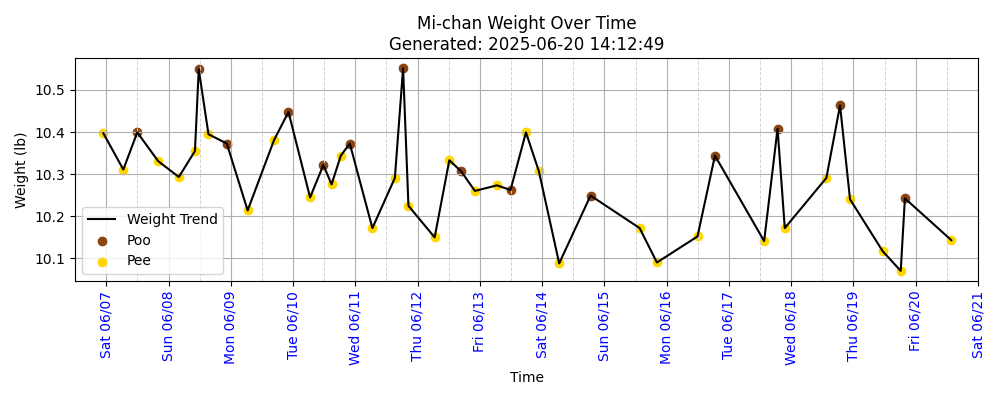 Mi-chan Weight Over Time
Generated: 2025-06-20 14:12:49
Weight (lb)
10.5
10.4
10.3
10.2
10.1
Weight Trend
Poo
Pee
Sat 06/07
Sun 06/08
Mon 06/09
Tue 06/10
Wed 06/11
Thu 06/12
Fri 06/13
Sat 06/14
Sun 06/15
Mon 06/16
Tue 06/17
Wed 06/18
Thu 06/19
Fri 06/20
Sat 06/21
Time